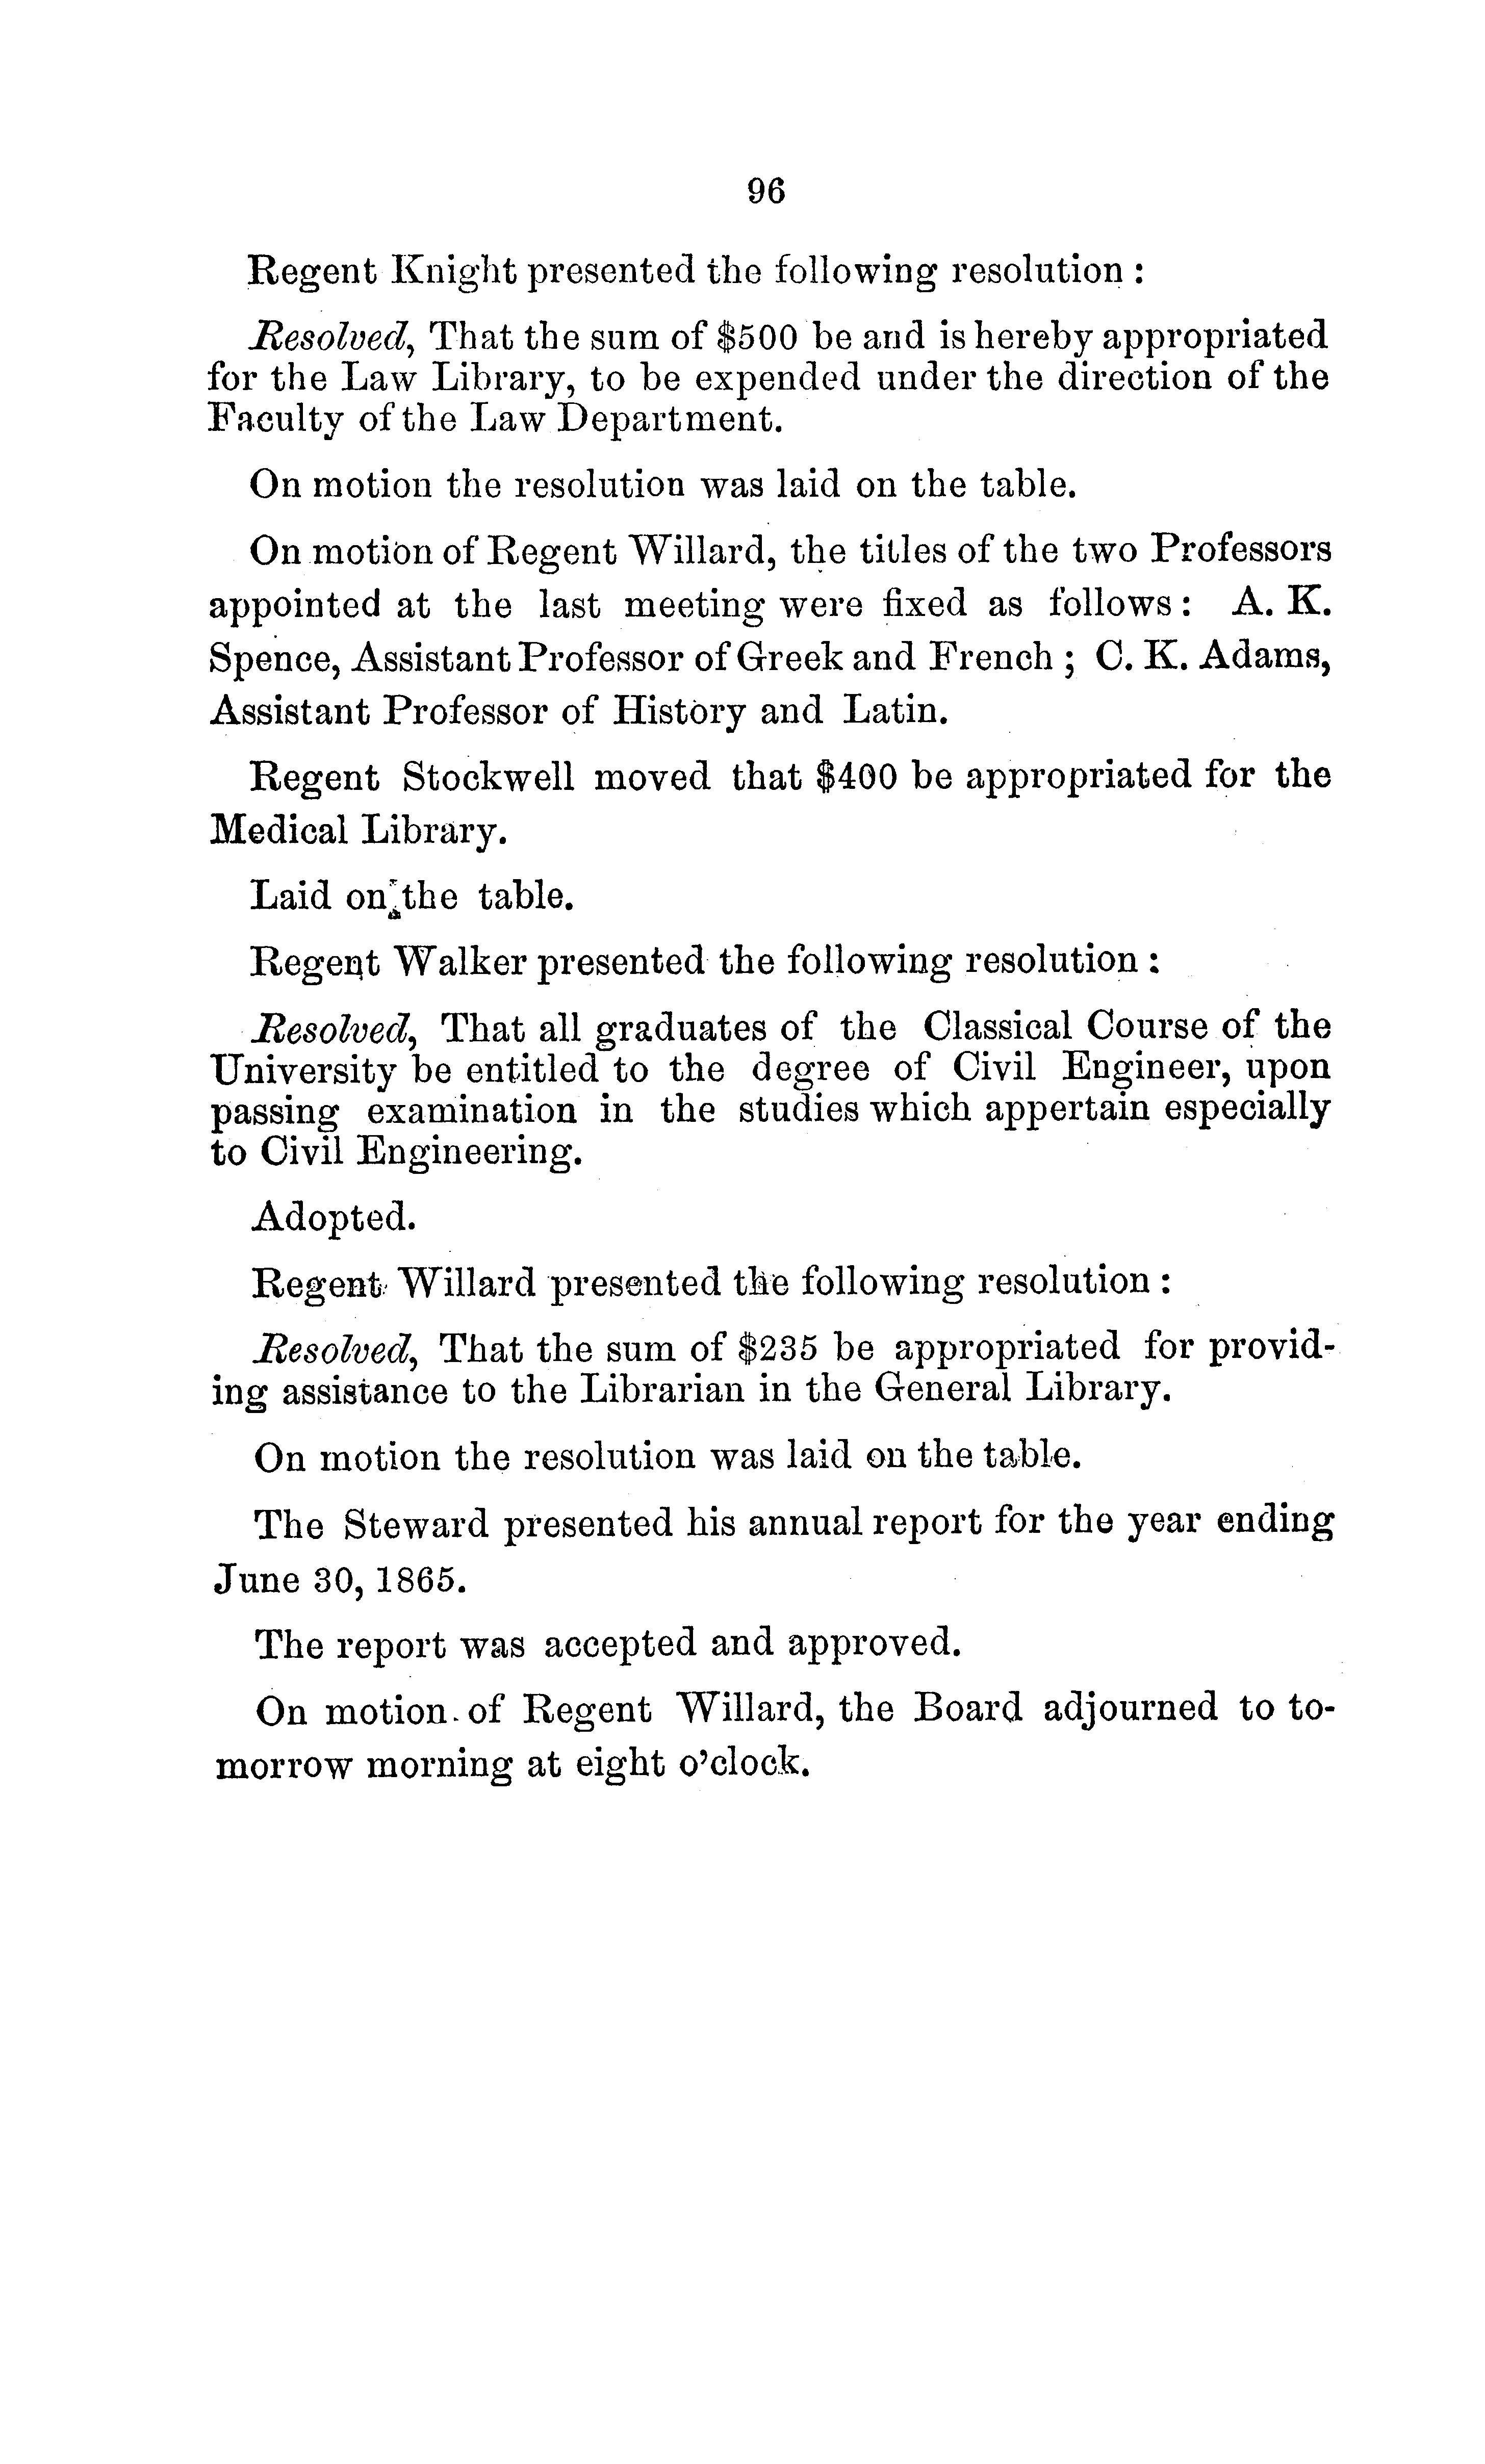 96
Regent Knight presented the following resolution :
Resolved, That the sum of $500 be and is hereby appropriated
for the Law Library, to be expended under the direction of the
Faculty of the Law Department.
On motion the resolution was laid on the table.
On motion of Regent Willard, the titles of the two Professors
appointed at the last meeting were fixed as follows: A. K.
Spence, Assistant Professor of Greek and French ; C. K. Adams,
Assistant Professor of History and Latin.
Regent Stockwell moved that $400 be appropriated for the
Medical Library.
Laid on the table.
Regent Walker presented the following resolution :
Resolved, That all graduates of the Classical Course of the
University be entitled to the degree of Civil Engineer, upon
passing examination in the studies which appertain especially
to Civil Engineering.
Adopted.
Regent Willard presented the following resolution :
Resolved, That the sum of $235 be appropriated for provid-
ing assistance to the Librarian in the General Library.
On motion the resolution was laid on the table.
The Steward presented his annual report for the year ending
June 30, 1865.
The report was accepted and approved.
On motion of Regent Willard, the Board adjourned to to-
morrow morning at eight o'clock.